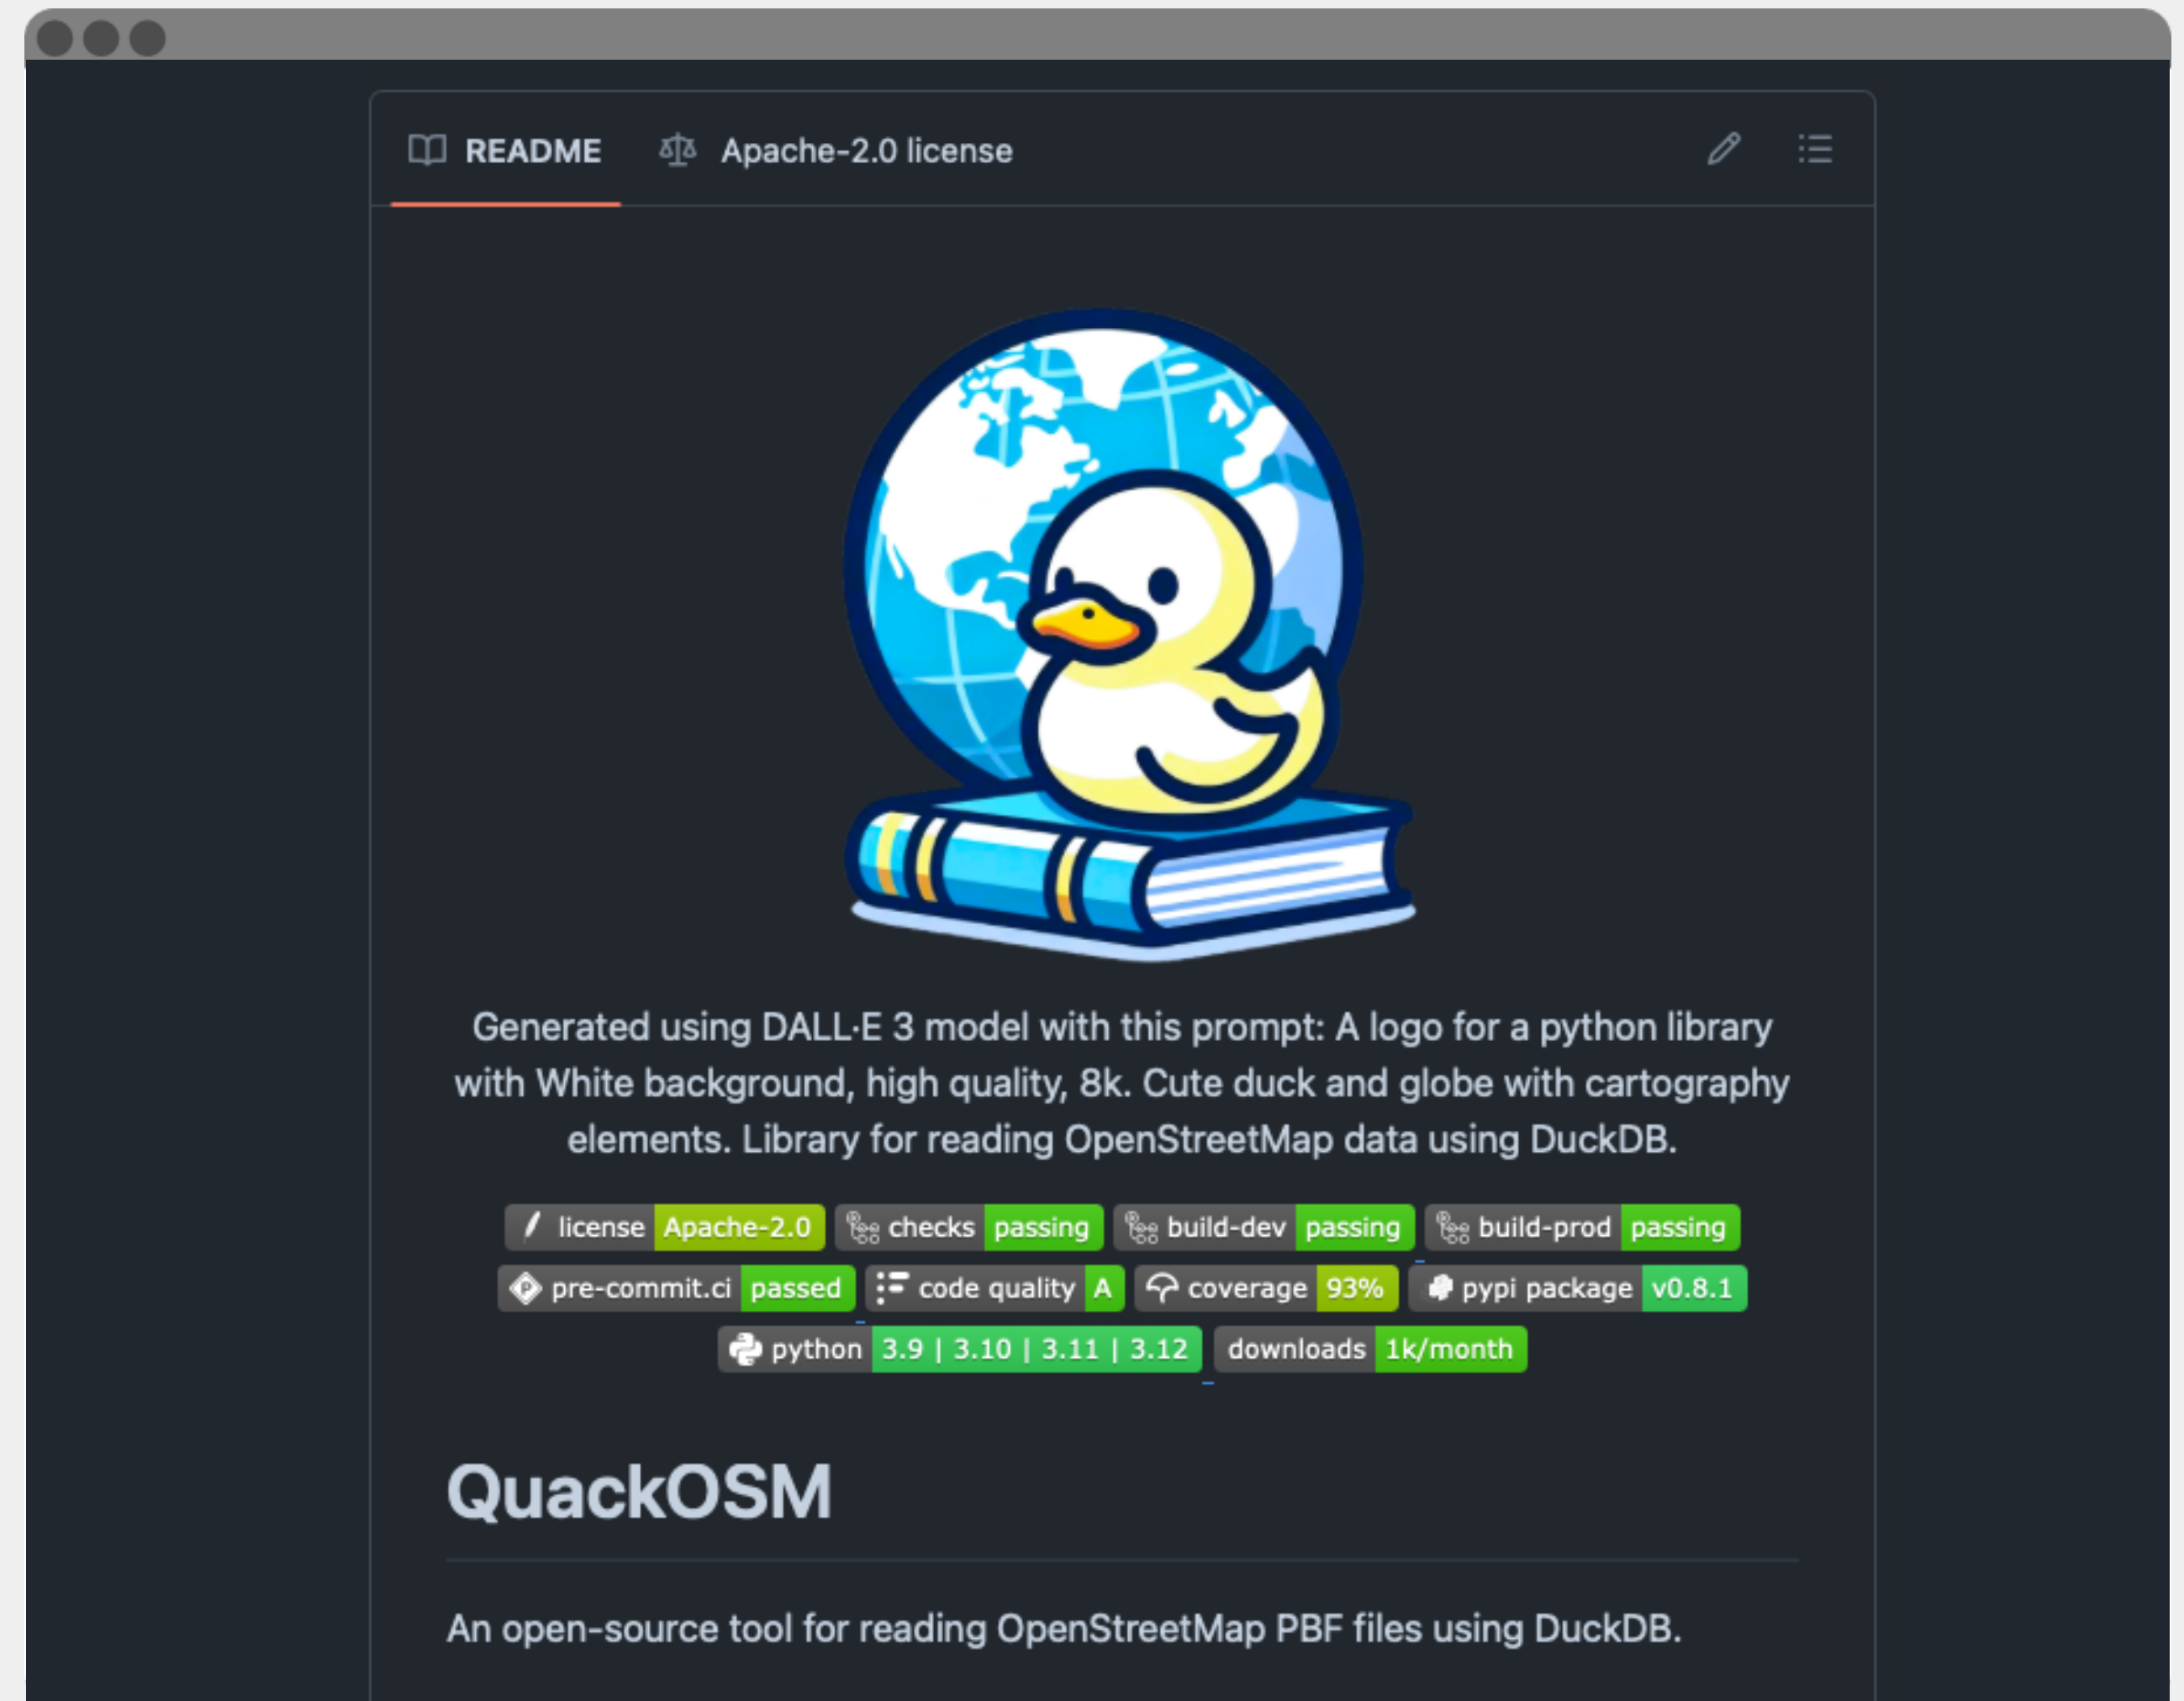 README
Apache-2.0 license
Generated using DALL·E 3 model with this prompt: A logo for a python library
with White background, high quality, 8k. Cute duck and globe with cartography
elements. Library for reading OpenStreetMap data using DuckDB.
license Apache-2.0 checks passing build-dev passing build-prod passing
pre-commit.ci passed code quality A coverage 93% pypi package v0.8.1
python 3.9 | 3.10 | 3.11 | 3.12 downloads 1k/month
QuackOSM
An open-source tool for reading OpenStreetMap PBF files using DuckDB.